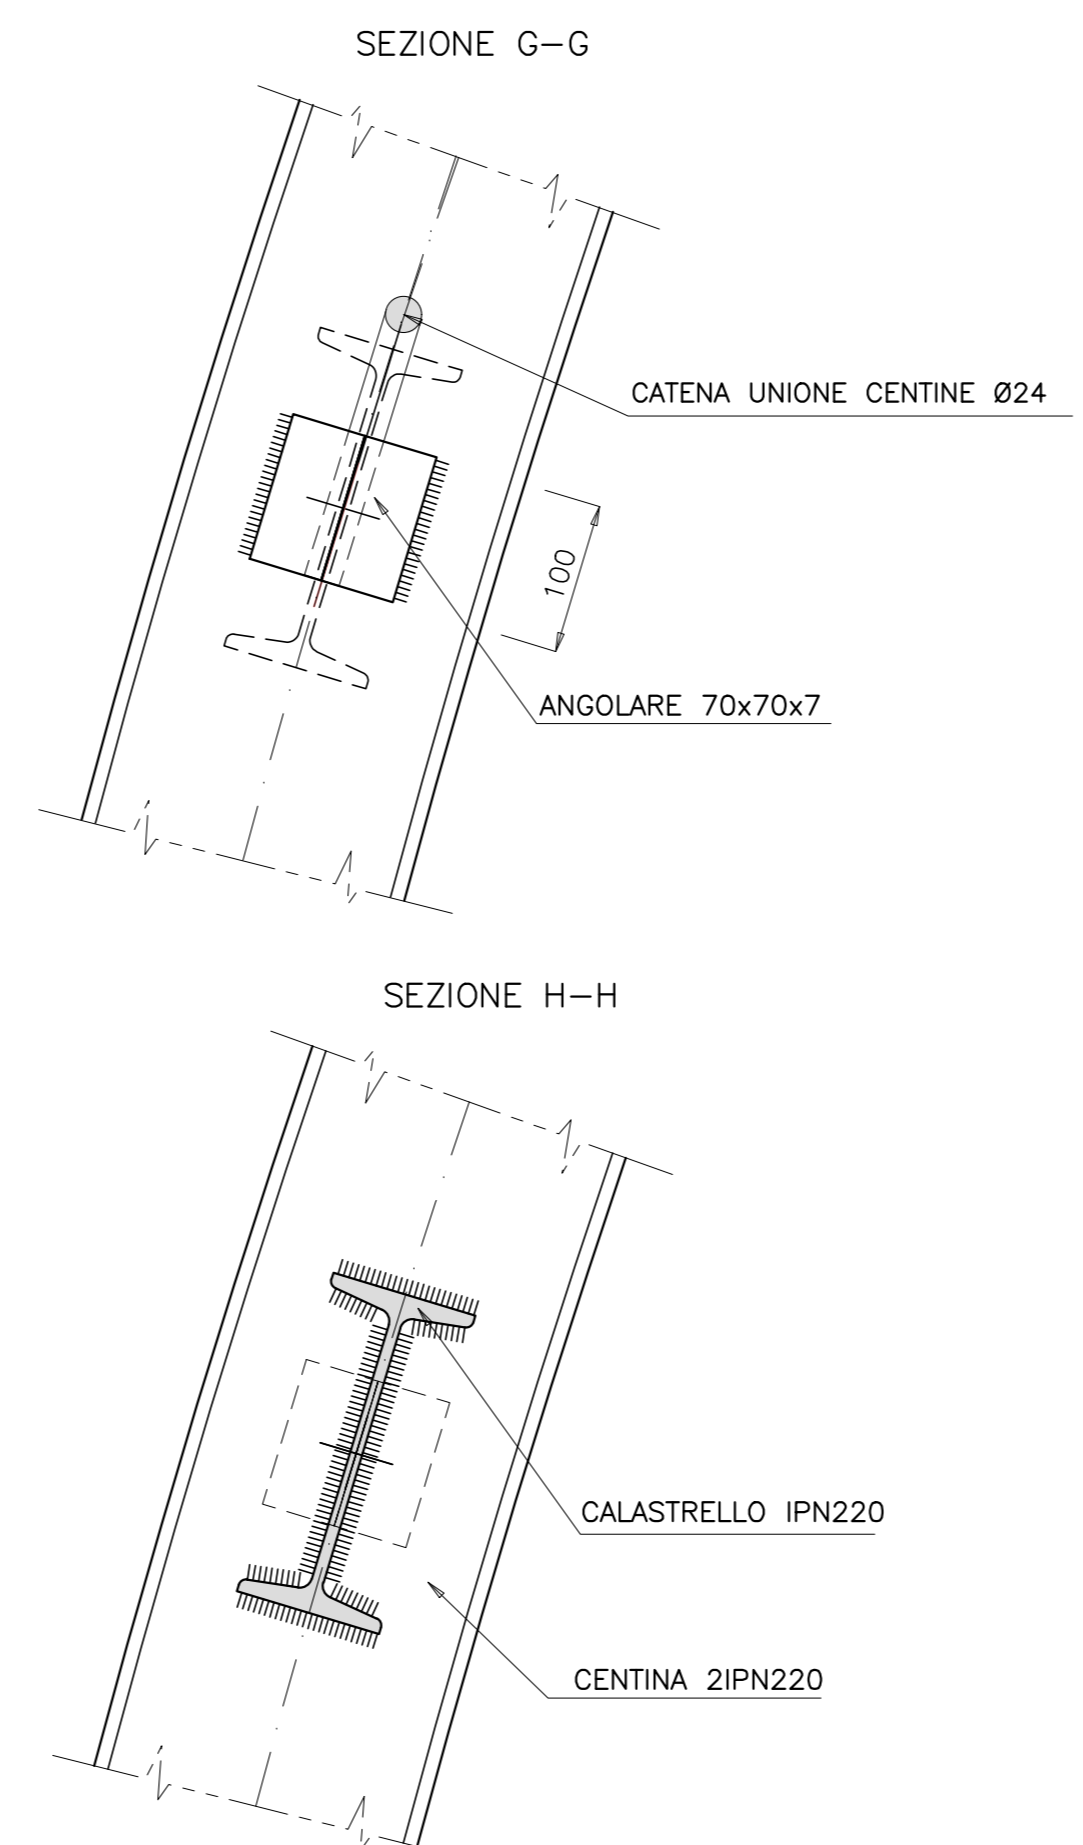 SEZIONE G-G
CATENA UNIONE CENTINE Ø24
100
ANGOLARE 70x70x7
SEZIONE H-H
CALASTRELLO IPN220
CENTINA 2IPN220